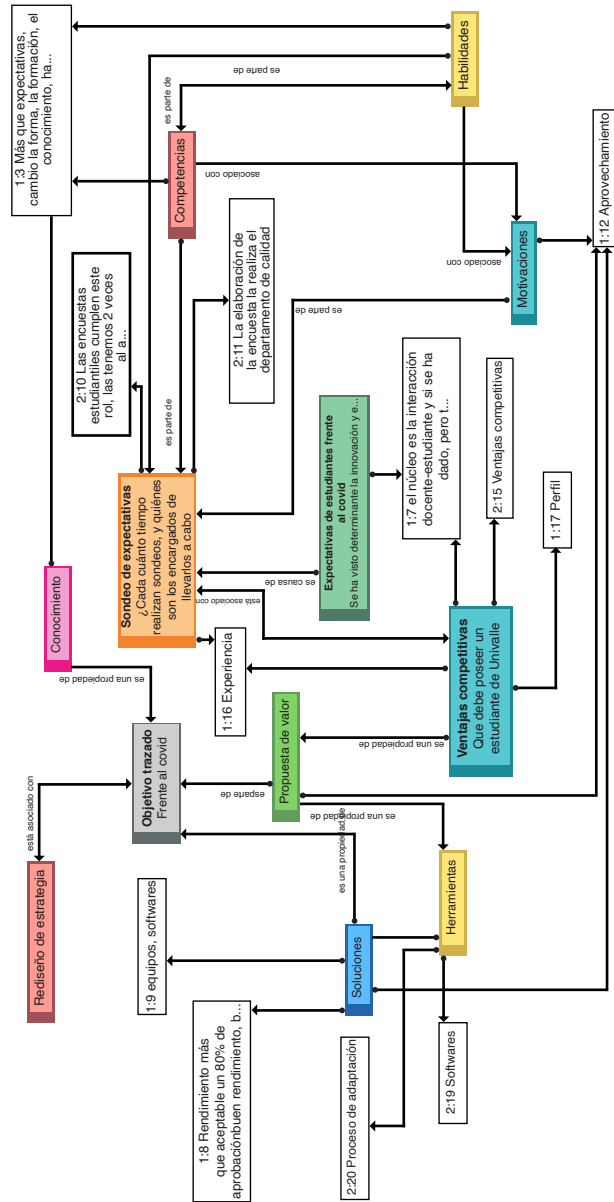 Rediseño de estrategia
está asociado con
Objetivo trazado
Frente al covid
es una propiedad de
Conocimiento
1:3 Más que expectativas,
cambio la forma, la formación, el
conocimiento, ha...
1:9 equipos, softwares
1:8 Rendimiento más
que aceptable un 80% de
aprobaciónbuen rendimiento, b...
2:20 Proceso de adaptación
Soluciones
es una propiedad de
Herramientas
2:19 Softwares
Propuesta de valor
esparte de
es una propiedad de
es una propiedad de
1:16 Experiencia
Sondeo de expectativas
¿Cada cuánto tiempo
realizan sondeos, y quiénes
son los encargados de
llevarlos a cabo
2:10 Las encuestas
estudiantiles cumplen este
rol, las tenemos 2 veces
al a...
2:11 La elaboración de
la encuesta la realiza el
departamento de calidad
es parte de
es causa de
está asociado con
Expectativas de estudiantes frente
al covid
Se ha visto determinante la innovación y e...
Ventajas competitivas
Que debe poseer un
estudiante de Univalle
1:7 el núcleo es la interacción
docente-estudiante y si se ha
dado, pero t...
2:15 Ventajas competitivas
1:17 Perfil
Competencias
es parte de
es parte de
Habilidades
asociado con
asociado con
es parte de
Motivaciones
1:12 Aprovechamiento